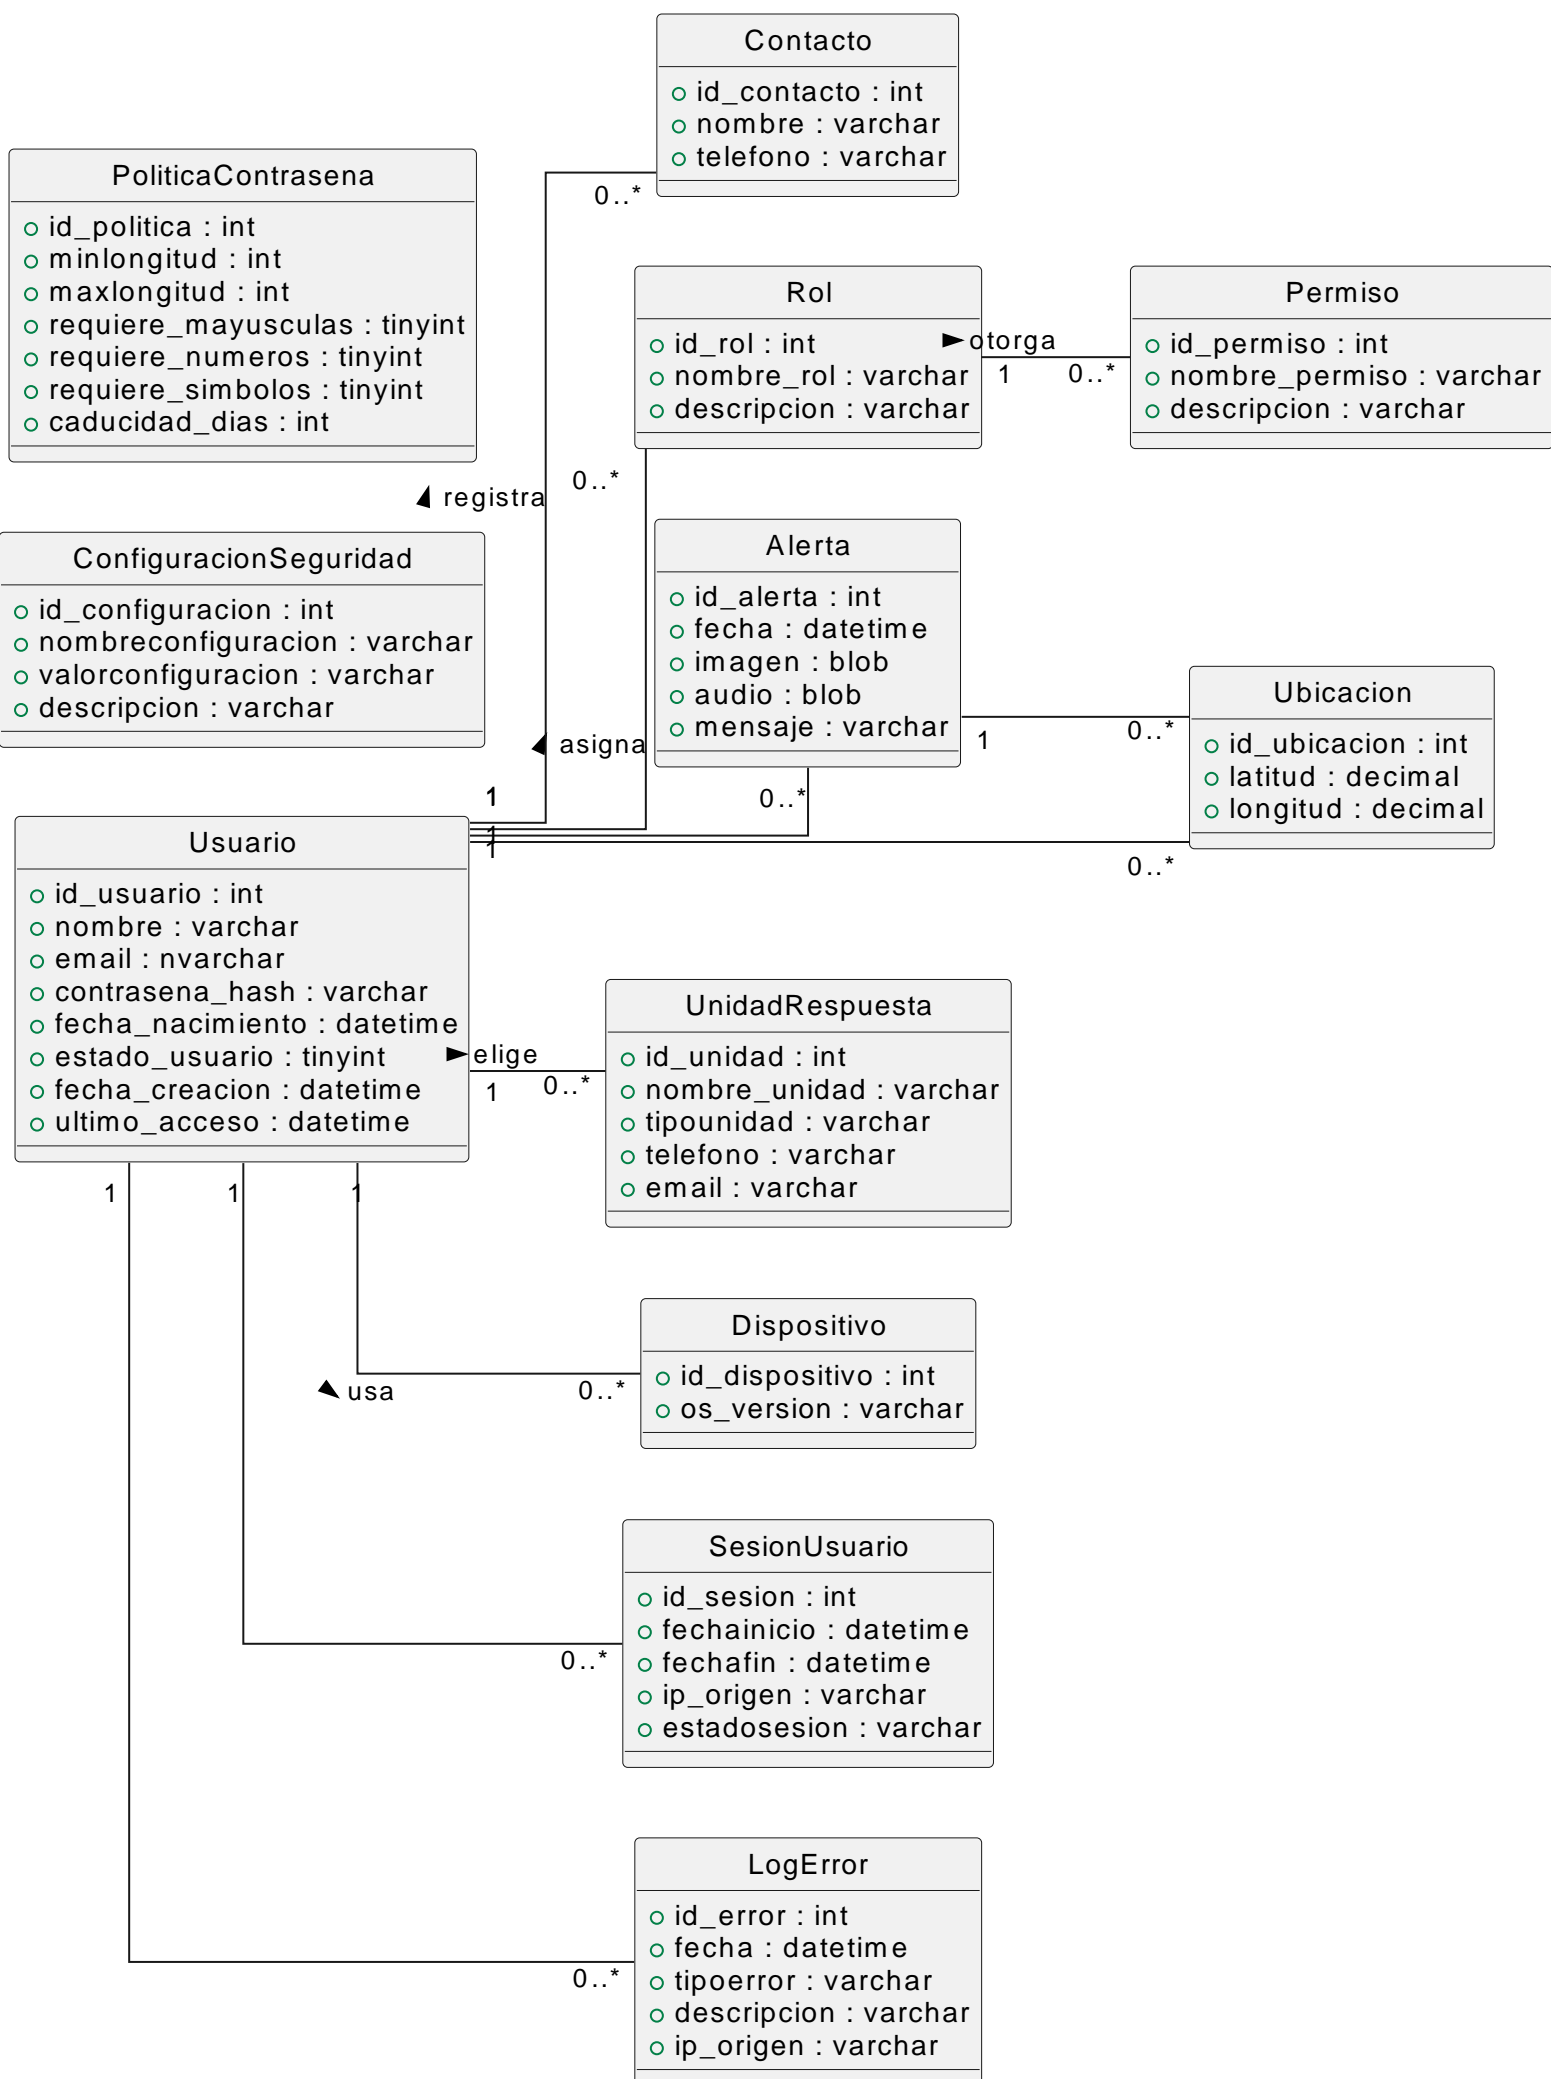 Contacto
id_contacto : int
nombre : varchar
telefono : varchar
0..*
PoliticaContrasena
id_politica : int
minlongitud : int
maxlongitud : int
requiere_mayusculas : tinyint
requiere_numeros : tinyint
requiere_simbolos : tinyint
caducidad_dias : int
Rol
id_rol : int
nombre_rol : varchar
descripcion : varchar
otorga
1
0..*
Permiso
id_permiso : int
nombre_permiso : varchar
descripcion : varchar
0..*
registra
ConfiguracionSeguridad
id_configuracion : int
nombreconfiguracion : varchar
valorconfiguracion : varchar
descripcion : varchar
Alerta
id_alerta : int
fecha : datetime
imagen : blob
audio : blob
mensaje : varchar
1
0..*
Ubicacion
id_ubicacion : int
latitud : decimal
longitud : decimal
asigna
1
0..*
1
1
1
0..*
Usuario
id_usuario : int
nombre : varchar
email : nvarchar
contrasena_hash : varchar
fecha_nacimiento : datetime
estado_usuario : tinyint
fecha_creacion : datetime
ultimo_acceso : datetime
elige
1
0..*
UnidadRespuesta
id_unidad : int
nombre_unidad : varchar
tipounidad : varchar
telefono : varchar
email : varchar
1
1
1
Dispositivo
id_dispositivo : int
os_version : varchar
usa
0..*
SesionUsuario
id_sesion : int
fechainicio : datetime
fechafin : datetime
ip_origen : varchar
estadosesion : varchar
0..*
LogError
id_error : int
fecha : datetime
tipoerror : varchar
descripcion : varchar
ip_origen : varchar
0..*